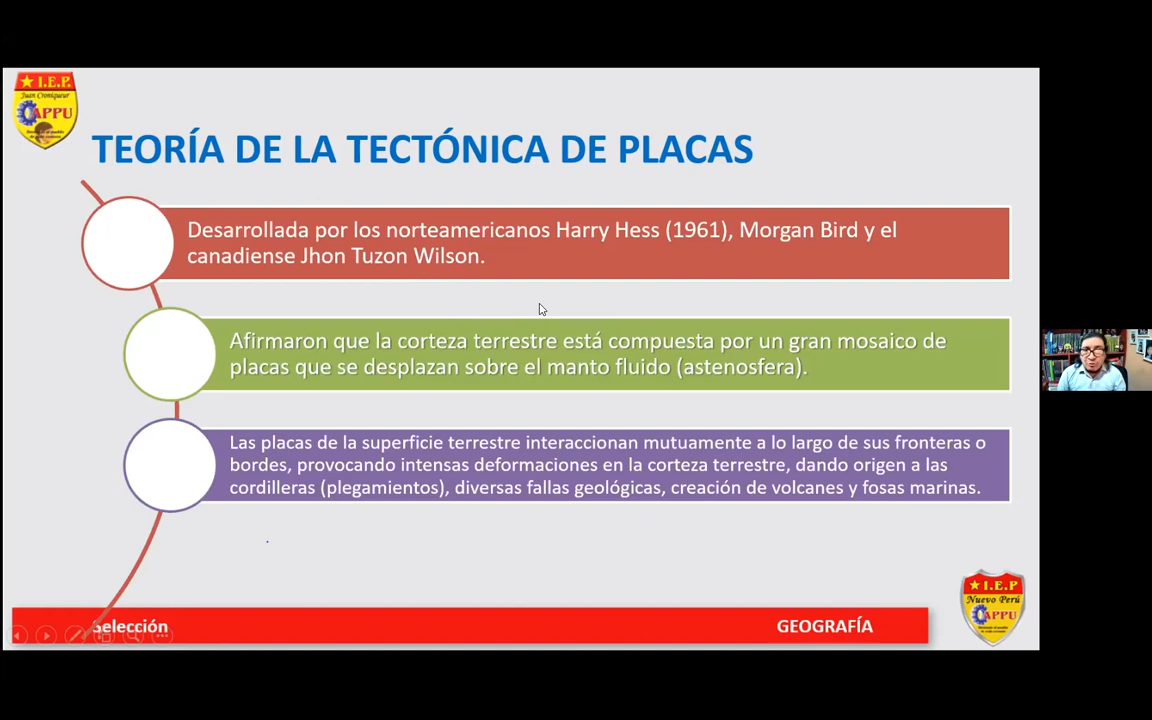 ★ I.E.P.
Juan Croniqueur
CAPPU
TEORÍA DE LA TECTÓNICA DE PLACAS
Desarrollada por los norteamericanos Harry Hess (1961), Morgan Bird y el
canadiense Jhon Tuzon Wilson.
Afirmaron que la corteza terrestre está compuesta por un gran mosaico de
placas que se desplazan sobre el manto fluido (astenosfera).
Las placas de la superficie terrestre interaccionan mutuamente a lo largo de sus fronteras o
bordes, provocando intensas deformaciones en la corteza terrestre, dando origen a las
cordilleras (plegamientos), diversas fallas geológicas, creación de volcanes y fosas marinas.
★ I.E.P
Nuevo Perú
CAPPU
Selección
GEOGRAFÍA